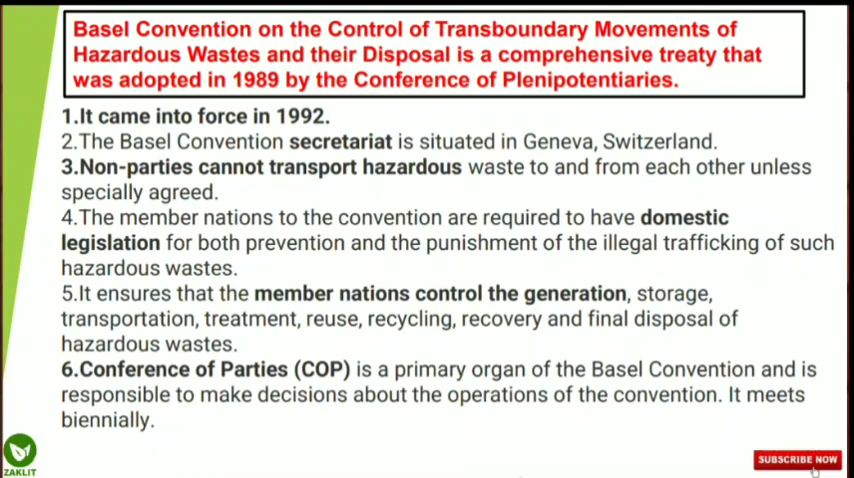 Basel Convention on the Control of Transboundary Movements of
Hazardous Wastes and their Disposal is a comprehensive treaty that
was adopted in 1989 by the Conference of Plenipotentiaries.
1.It came into force in 1992.
2.The Basel Convention secretariat is situated in Geneva, Switzerland.
3.Non-parties cannot transport hazardous waste to and from each other unless
specially agreed.
4.The member nations to the convention are required to have domestic
legislation for both prevention and the punishment of the illegal trafficking of such
hazardous wastes.
5.It ensures that the member nations control the generation, storage,
transportation, treatment, reuse, recycling, recovery and final disposal of
hazardous wastes.
6.Conference of Parties (COP) is a primary organ of the Basel Convention and is
responsible to make decisions about the operations of the convention. It meets
biennially.
ZAKLIT
SUBSCRIBE NOW